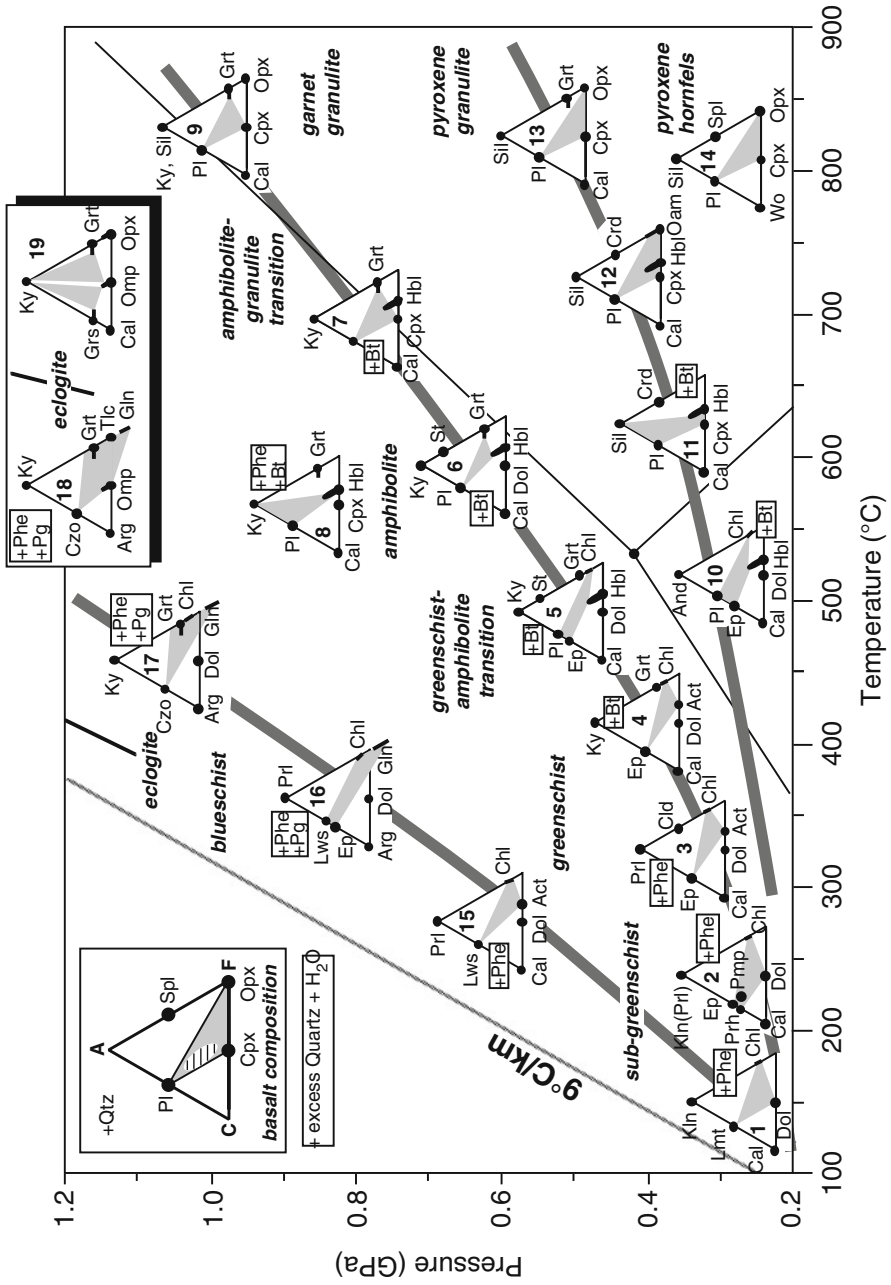 Pressure (GPa)
1.2
1.0
0.8
0.6
0.4
0.2
100
200
300
400
500
600
700
800
900
Temperature (°C)
+Qtz
A
Pl
Spl
C
F
Cpx
Opx
basalt composition
+ excess Quartz + H2O
9°C/km
eclogite
blueschist
sub-greenschist
greenschist
greenschist-
amphibolite
transition
amphibolite
amphibolite-
granulite
transition
garnet
granulite
pyroxene
granulite
pyroxene
hornfels
eclogite
Kln
+Phe
Lmt
1
Chl
Cal
Dol
Kln(Prl)
+Phe
2
Ep
Pmp
Prh
Chl
Cal
Dol
Prl
Cld
+Phe
3
Ep
Chl
Cal
Dol
Act
Ky
+Bt
4
Grt
Ep
Chl
Cal
Dol
Act
Ky
St
+Bt
5
Grt
Pl
Ep
Chl
Cal
Dol
Hbl
Ky
St
6
Grt
Pl
+Bt
Cal
Dol
Hbl
Ky
7
Grt
+Bt
Cal
Cpx
Hbl
+Phe
+Bt
Ky
8
Grt
Pl
Cal
Cpx
Hbl
Ky, Sil
9
Grt
Pl
Cal
Cpx
Opx
And
10
Chl
Pl
Ep
+Bt
Cal
Dol
Hbl
Sil
Crd
11
Pl
+Bt
Cal
Cpx
Hbl
Sil
Crd
12
Pl
Cal
Cpx
Hbl
Oam
Sil
13
Grt
Pl
Cal
Cpx
Opx
Sil
Spl
14
Pl
Wo
Cpx
Opx
Prl
15
Lws
+Phe
Chl
Cal
Dol
Act
+Phe
+Pg
Prl
16
Lws
Ep
Chl
Gln
Arg
Dol
+Phe
+Pg
Ky
17
Grt
Chl
Czo
Gln
Arg
Dol
+Phe
+Pg
Ky
18
Grt
Tlc
Czo
Gln
Arg
Omp
Ky
19
Grt
Grs
Cal
Omp
Opx